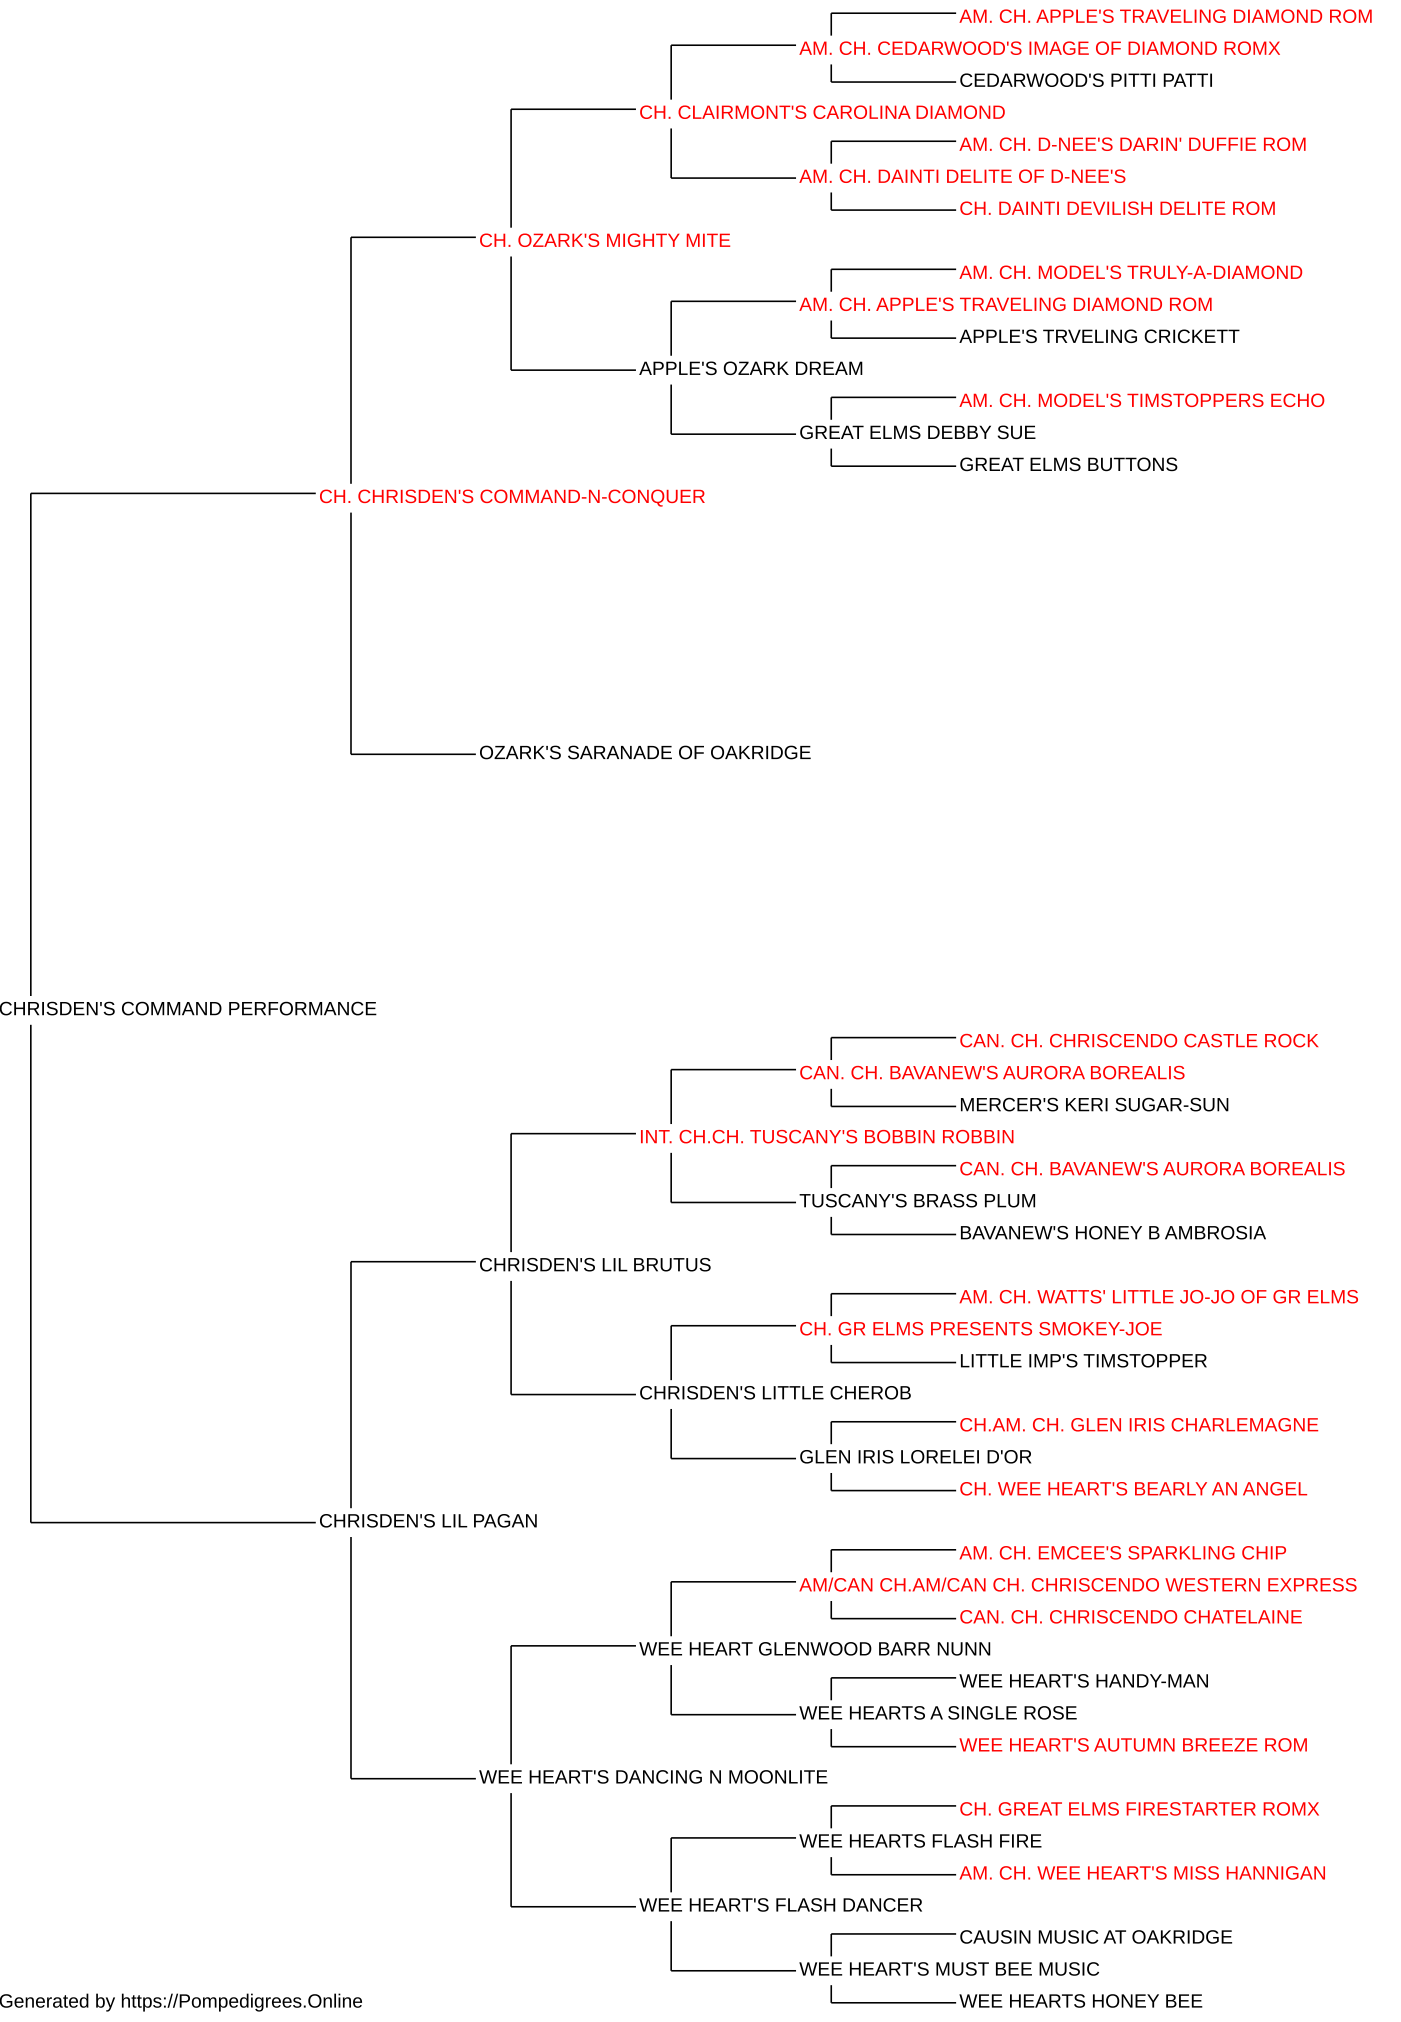 AM. CH. APPLE'S TRAVELING DIAMOND ROM
AM. CH. CEDARWOOD'S IMAGE OF DIAMOND ROMX
CEDARWOOD'S PITTI PATTI
CH. CLAIRMONT'S CAROLINA DIAMOND
AM. CH. D-NEE'S DARIN' DUFFIE ROM
AM. CH. DAINTI DELITE OF D-NEE'S
CH. DAINTI DEVILISH DELITE ROM
CH. OZARK'S MIGHTY MITE
AM. CH. MODEL'S TRULY-A-DIAMOND
AM. CH. APPLE'S TRAVELING DIAMOND ROM
APPLE'S TRVELING CRICKETT
APPLE'S OZARK DREAM
AM. CH. MODEL'S TIMSTOPPERS ECHO
GREAT ELMS DEBBY SUE
GREAT ELMS BUTTONS
CH. CHRISDEN'S COMMAND-N-CONQUER
OZARK'S SARANADE OF OAKRIDGE
CHRISDEN'S COMMAND PERFORMANCE
CAN. CH. CHRISCENDO CASTLE ROCK
CAN. CH. BAVANEW'S AURORA BOREALIS
MERCER'S KERI SUGAR-SUN
INT. CH.CH. TUSCANY'S BOBBIN ROBBIN
CAN. CH. BAVANEW'S AURORA BOREALIS
TUSCANY'S BRASS PLUM
BAVANEW'S HONEY B AMBROSIA
CHRISDEN'S LIL BRUTUS
AM. CH. WATTS' LITTLE JO-JO OF GR ELMS
CH. GR ELMS PRESENTS SMOKEY-JOE
LITTLE IMP'S TIMSTOPPER
CHRISDEN'S LITTLE CHEROB
CH.AM. CH. GLEN IRIS CHARLEMAGNE
GLEN IRIS LORELEI D'OR
CH. WEE HEART'S BEARLY AN ANGEL
CHRISDEN'S LIL PAGAN
AM. CH. EMCEE'S SPARKLING CHIP
AM/CAN CH.AM/CAN CH. CHRISCENDO WESTERN EXPRESS
CAN. CH. CHRISCENDO CHATELAINE
WEE HEART GLENWOOD BARR NUNN
WEE HEART'S HANDY-MAN
WEE HEARTS A SINGLE ROSE
WEE HEART'S AUTUMN BREEZE ROM
WEE HEART'S DANCING N MOONLITE
CH. GREAT ELMS FIRESTARTER ROMX
WEE HEARTS FLASH FIRE
AM. CH. WEE HEART'S MISS HANNIGAN
WEE HEART'S FLASH DANCER
CAUSIN MUSIC AT OAKRIDGE
WEE HEART'S MUST BEE MUSIC
WEE HEARTS HONEY BEE
Generated by https://Pompedigrees.Online